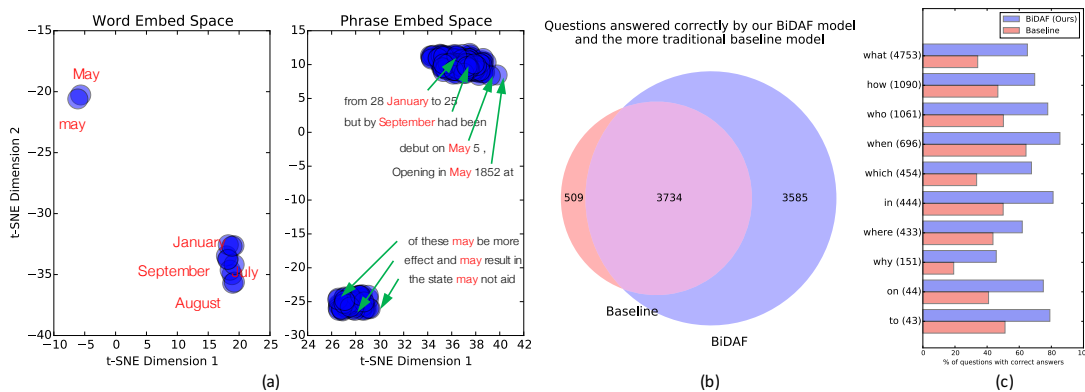 Word Embed Space
−15
−20
−25
−30
−35
−40
−10
−5
0
5
10
15
20
25
t-SNE Dimension 1
t-SNE Dimension 2
May
may
January
September
July
August
Phrase Embed Space
15
10
5
0
−5
−10
−15
−20
−25
−30
24
26
28
30
32
34
36
38
40
42
t-SNE Dimension 1
from 28 January to 25
but by September had been
debut on May 5 ,
Opening in May 1852 at
of these may be more
effect and may result in
the state may not aid
(a)
Questions answered correctly by our BiDAF model
and the more traditional baseline model
509
3734
3585
Baseline
BiDAF
(b)
BiDAF (Ours)
Baseline
what (4753)
how (1090)
who (1061)
when (696)
which (454)
in (444)
where (433)
why (151)
on (44)
to (43)
0
20
40
60
80
% of questions with correct answers
(c)